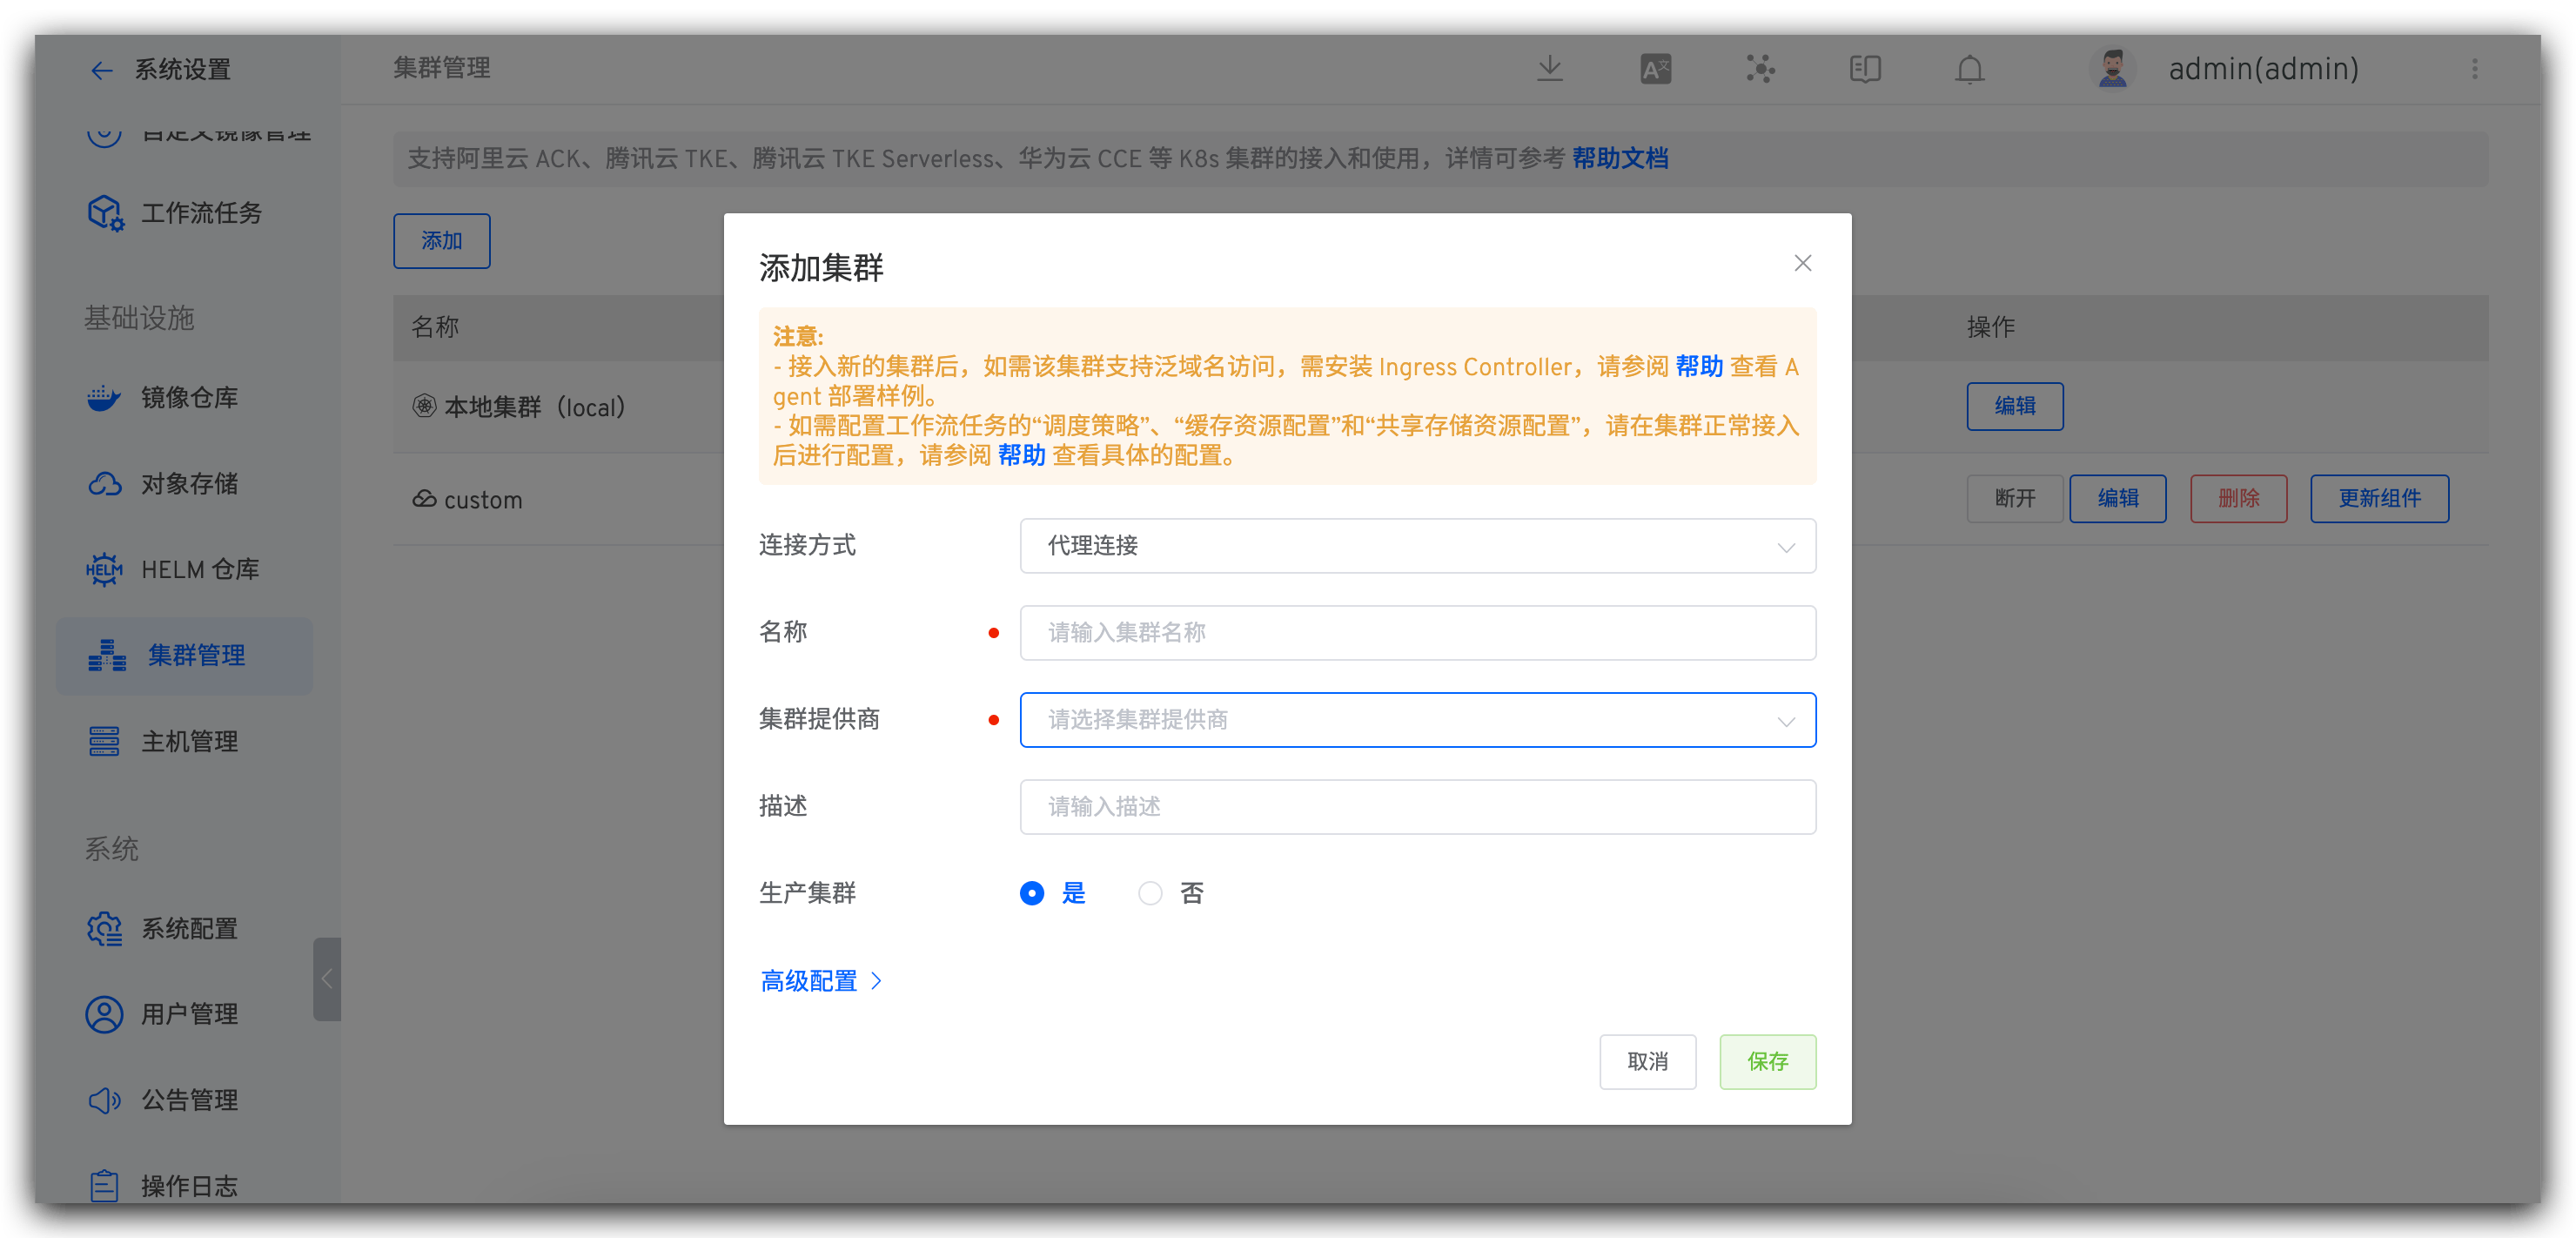 系统设置
集群管理
admin(admin)
自定义镜像管理
工作流任务
基础设施
镜像仓库
对象存储
HELM
HELM 仓库
集群管理
主机管理
系统
系统配置
用户管理
公告管理
操作日志
支持阿里云 ACK、腾讯云 TKE、腾讯云 TKE Serverless、华为云 CCE 等 K8s 集群的接入和使用，详情可参考 帮助文档
添加
名称
操作
本地集群（local）
编辑
custom
断开
编辑
删除
更新组件
添加集群
注意:
- 接入新的集群后，如需该集群支持泛域名访问，需安装 Ingress Controller，请参阅 帮助 查看 A
gent 部署样例。
- 如需配置工作流任务的“调度策略”、“缓存资源配置”和“共享存储资源配置”，请在集群正常接入
后进行配置，请参阅 帮助 查看具体的配置。
连接方式
代理连接
名称
请输入集群名称
集群提供商
请选择集群提供商
描述
请输入描述
生产集群
是
否
高级配置
取消
保存